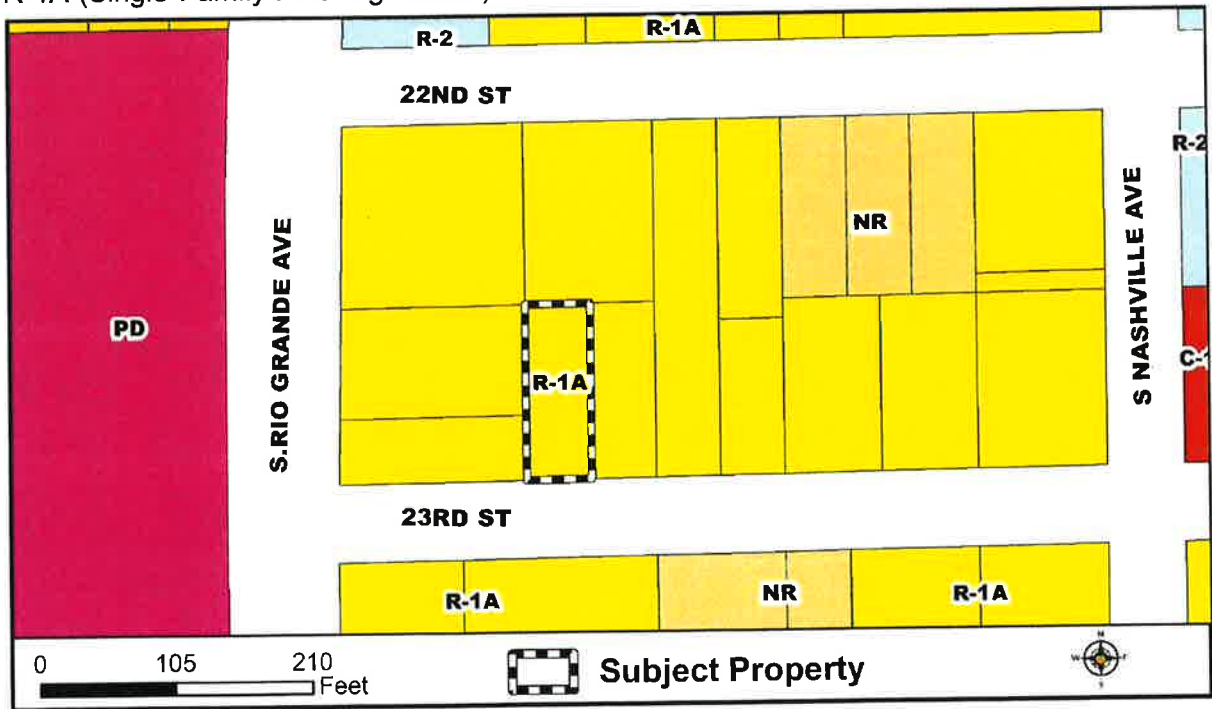 R-2
R-1A
22ND ST
R-2
NR
S.RIO GRANDE AVE
S NASHVILLE AVE
PD
R-1A
C-1
23RD ST
R-1A
NR
R-1A
0 105 210
Feet
Subject Property
N
W
E
S